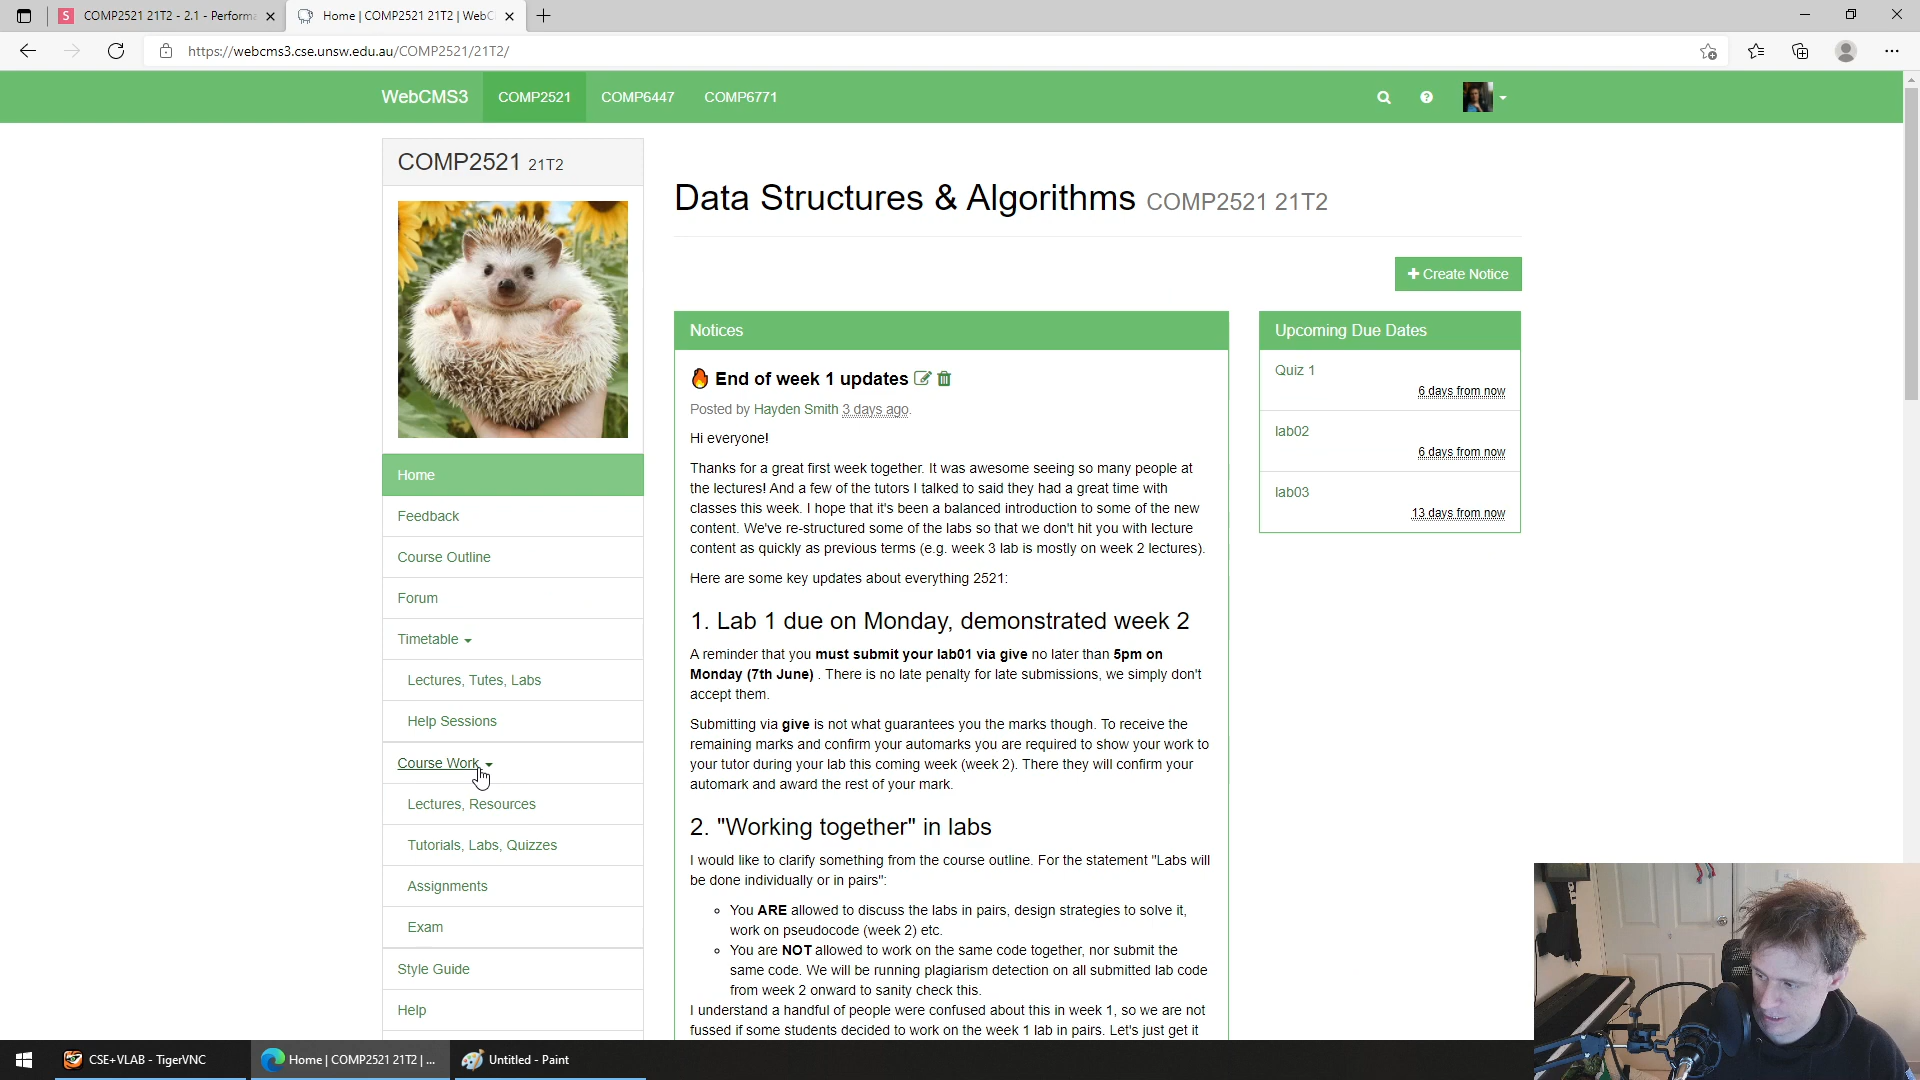 COMP2521 21T2 - 2.1 - Performa
Home | COMP2521 21T2 | WebC
https://webcms3.cse.unsw.edu.au/COMP2521/21T2/
WebCMS3 COMP2521 COMP6447 COMP6771
COMP2521 21T2
Home
Feedback
Course Outline
Forum
Timetable
Lectures, Tutes, Labs
Help Sessions
Course Work
Lectures, Resources
Tutorials, Labs, Quizzes
Assignments
Exam
Style Guide
Help
Data Structures & Algorithms COMP2521 21T2
+ Create Notice
Notices
End of week 1 updates
Posted by Hayden Smith 3 days ago.
Hi everyone!
Thanks for a great first week together. It was awesome seeing so many people at
the lectures! And a few of the tutors I talked to said they had a great time with
classes this week. I hope that it's been a balanced introduction to some of the new
content. We've re-structured some of the labs so that we don't hit you with lecture
content as quickly as previous terms (e.g. week 3 lab is mostly on week 2 lectures).
Here are some key updates about everything 2521:
1. Lab 1 due on Monday, demonstrated week 2
A reminder that you must submit your lab01 via give no later than 5pm on
Monday (7th June) . There is no late penalty for late submissions, we simply don't
accept them.
Submitting via give is not what guarantees you the marks though. To receive the
remaining marks and confirm your automarks you are required to show your work to
your tutor during your lab this coming week (week 2). There they will confirm your
automark and award the rest of your mark.
2. "Working together" in labs
I would like to clarify something from the course outline. For the statement "Labs will
be done individually or in pairs":
You ARE allowed to discuss the labs in pairs, design strategies to solve it,
work on pseudocode (week 2) etc.
You are NOT allowed to work on the same code together, nor submit the
same code. We will be running plagiarism detection on all submitted lab code
from week 2 onward to sanity check this.
I understand a handful of people were confused about this in week 1, so we are not
fussed if some students decided to work on the week 1 lab in pairs. Let's just get it
Upcoming Due Dates
Quiz 1
6 days from now
lab02
6 days from now
lab03
13 days from now
CSE+VLAB - TigerVNC
Home | COMP2521 21T2 | ...
Untitled - Paint